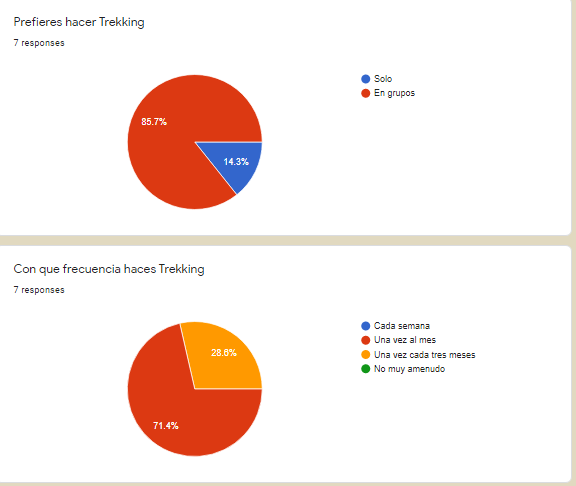 Prefieres hacer Trekking
7 responses
Solo
En grupos
85.7%
14.3%
Con que frecuencia haces Trekking
7 responses
Cada semana
Una vez al mes
Una vez cada tres meses
No muy amenudo
28.6%
71.4%